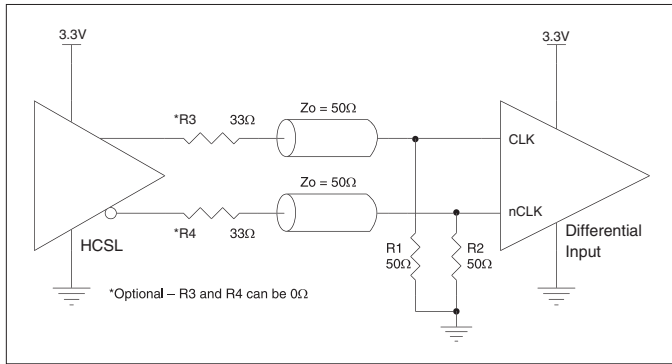 3.3V
3.3V
*R3 33Ω
Zo = 50Ω
CLK
Zo = 50Ω
nCLK
HCSL
*R4 33Ω
R1
50Ω
R2
50Ω
Differential
Input
*Optional – R3 and R4 can be 0Ω